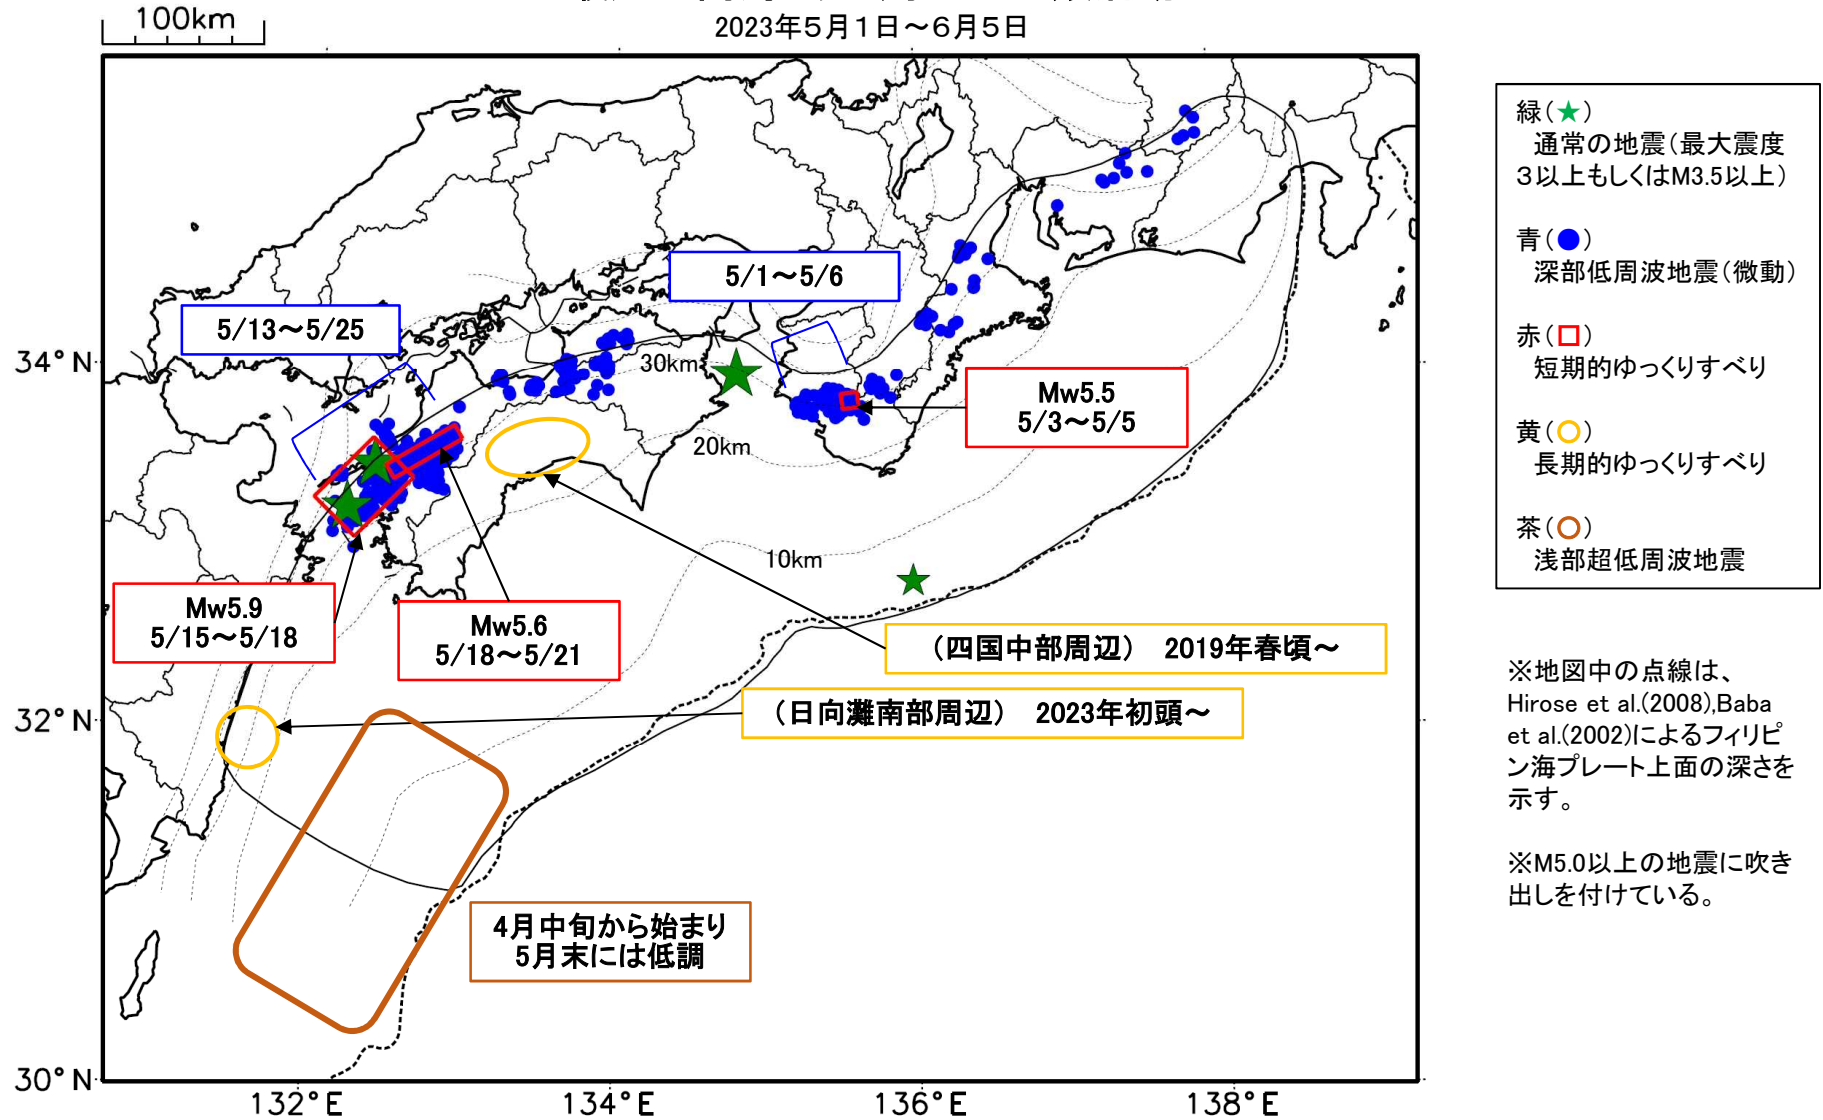 100km
2023年5月1日～6月5日
34°N
32°N
30°N
132°E
134°E
136°E
138°E
5/13～5/25
5/1～5/6
30km
20km
10km
Mw5.5
5/3～5/5
Mw5.9
5/15～5/18
Mw5.6
5/18～5/21
（四国中部周辺）　2019年春頃～
（日向灘南部周辺）　2023年初頭～
4月中旬から始まり
5月末には低調
緑（★）
通常の地震（最大震度
３以上もしくはM3.5以上）
青（●）
深部低周波地震（微動）
赤（□）
短期的ゆっくりすべり
黄（○）
長期的ゆっくりすべり
茶（○）
浅部超低周波地震
※地図中の点線は、
Hirose et al.(2008),Baba
et al.(2002)によるフィリピ
ン海プレート上面の深さを
示す。
※M5.0以上の地震に吹き
出しを付けている。